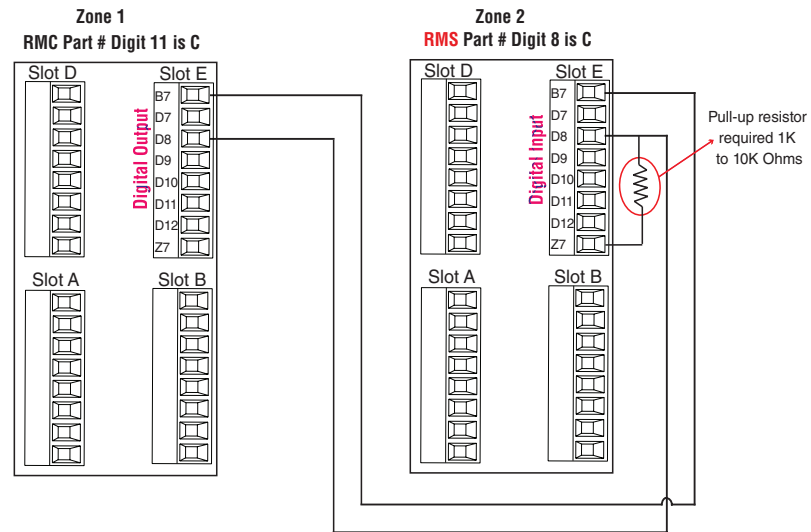 Zone 1
RMC Part # Digit 11 is C
Slot D
Slot E
Digital Output
B7
D7
D8
D9
D10
D11
D12
Z7
Slot A
Slot B
Zone 2
RMS Part # Digit 8 is C
Slot D
Slot E
Digital Input
B7
D7
D8
D9
D10
D11
D12
Z7
Slot A
Slot B
Pull-up resistor
required 1K
to 10K Ohms